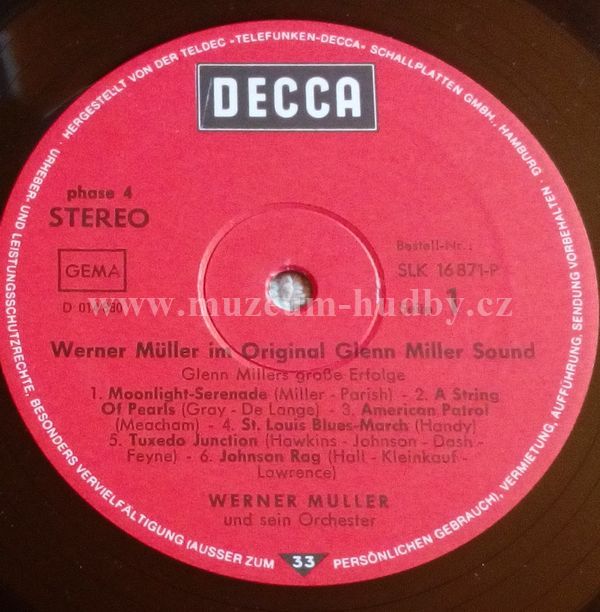 HERGESTELLT VON DER TELDEC »TELEFUNKEN-DECCA« SCHALLPLATTEN GMBH., HAMBURG
URHEBER- UND LEISTUNGSSCHUTZRECHTE, BESONDERS VERVIELFÄLTIGUNG (AUSSER ZUM PERSÖNLICHEN GEBRAUCH), VERMIETUNG, AUFFÜHRUNG, SENDUNG VORBEHALTEN
DECCA
phase 4
STEREO
Bestell-Nr.:
GEMA
SLK 16871-P
1
www.muzeum-hudby.cz
Werner Müller im Original Glenn Miller Sound
Glenn Millers große Erfolge
1. Moonlight-Serenade (Miller - Parish) - 2. A String
Of Pearls (Gray - De Lange) - 3. American Patrol
(Meacham) - 4. St. Louis Blues-March (Handy)
5. Tuxedo Junction (Hawkins - Johnson - Dash -
Feyne) - 6. Johnson Rag (Hall - Kleinkauf -
Lawrence)
WERNER MÜLLER
und sein Orchester
33